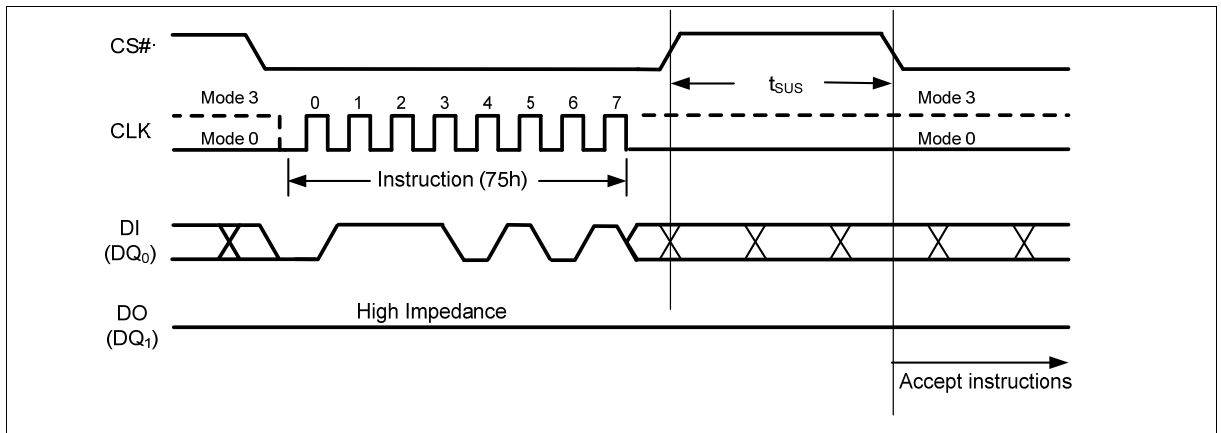 CS#
tSUS
Mode 3
0 1 2 3 4 5 6 7
Mode 3
CLK
Mode 0
Mode 0
Instruction (75h)
DI
(DQ0)
High Impedance
DO
(DQ1)
Accept instructions